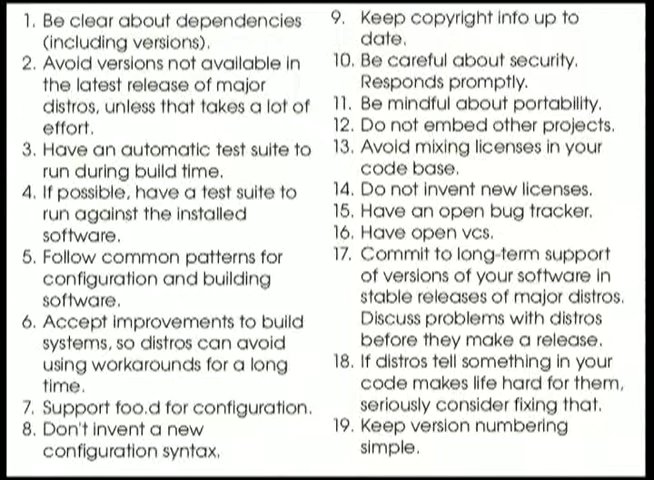 1. Be clear about dependencies
(including versions).
2. Avoid versions not available in
the latest release of major
distros, unless that takes a lot of
effort.
3. Have an automatic test suite to
run during build time.
4. If possible, have a test suite to
run against the installed
software.
5. Follow common patterns for
configuration and building
software.
6. Accept improvements to build
systems, so distros can avoid
using workarounds for a long
time.
7. Support foo.d for configuration.
8. Don't invent a new
configuration syntax.
9. Keep copyright info up to
date.
10. Be careful about security.
Responds promptly.
11. Be mindful about portability.
12. Do not embed other projects.
13. Avoid mixing licenses in your
code base.
14. Do not invent new licenses.
15. Have an open bug tracker.
16. Have open vcs.
17. Commit to long-term support
of versions of your software in
stable releases of major distros.
Discuss problems with distros
before they make a release.
18. If distros tell something in your
code makes life hard for them,
seriously consider fixing that.
19. Keep version numbering
simple.